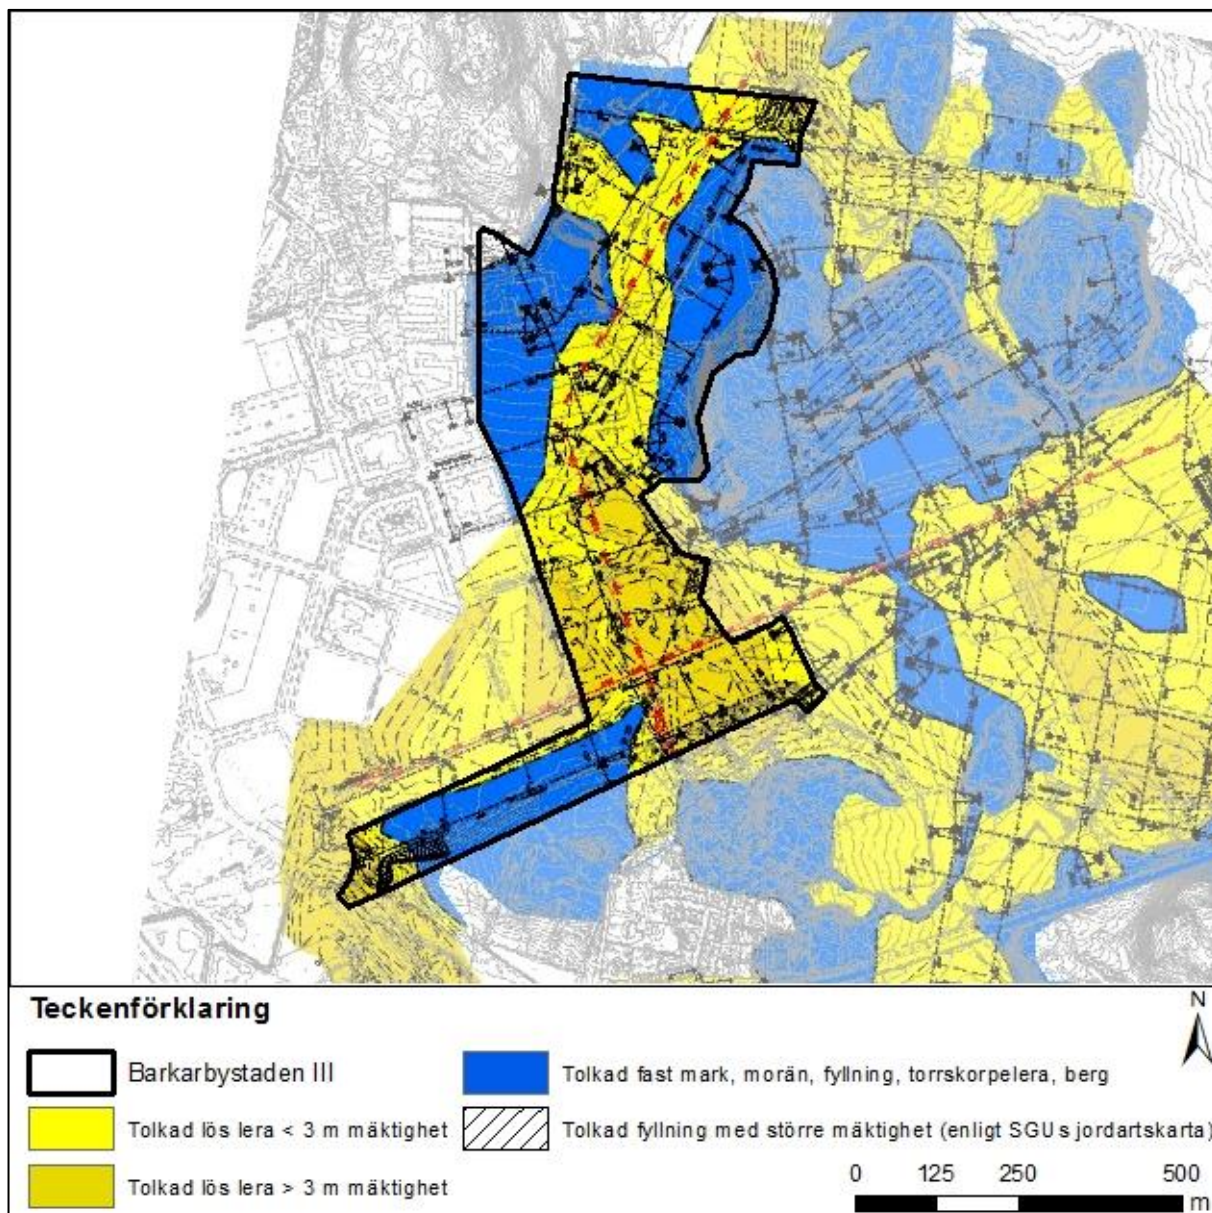 Teckenförklaring
N
Barkarbystaden III
Tolkad fast mark, morän, fyllning, torrskorpelera, berg
Tolkad lös lera < 3 m mäktighet
Tolkad fyllning med större mäktighet (enligt SGUs jordartskarta)
Tolkad lös lera > 3 m mäktighet
0 125 250 500
m